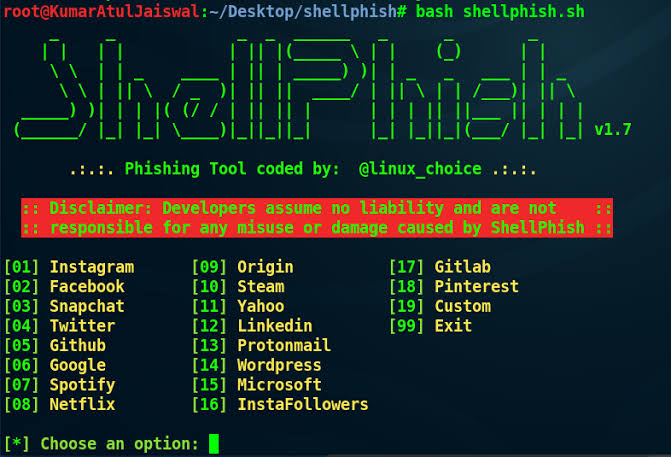 root@KumarAtulJaiswal:~/Desktop/shellphish# bash shellphish.sh
ShellPhish v1.7
.:.:. Phishing Tool coded by: @linux_choice .:.:.
:: Disclaimer: Developers assume no liability and are not ::
:: responsible for any misuse or damage caused by ShellPhish ::
[01] Instagram [09] Origin [17] Gitlab
[02] Facebook [10] Steam [18] Pinterest
[03] Snapchat [11] Yahoo [19] Custom
[04] Twitter [12] Linkedin [99] Exit
[05] Github [13] Protonmail
[06] Google [14] Wordpress
[07] Spotify [15] Microsoft
[08] Netflix [16] InstaFollowers
[*] Choose an option: